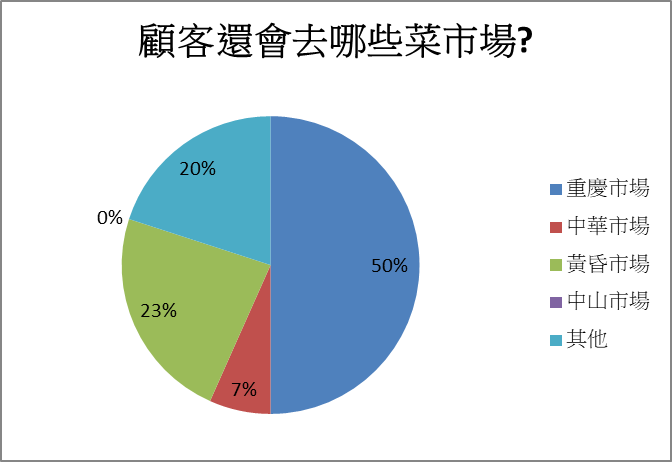 顧客還會去哪些菜市場?
20%
0%
50%
23%
7%
重慶市場
中華市場
黃昏市場
中山市場
其他